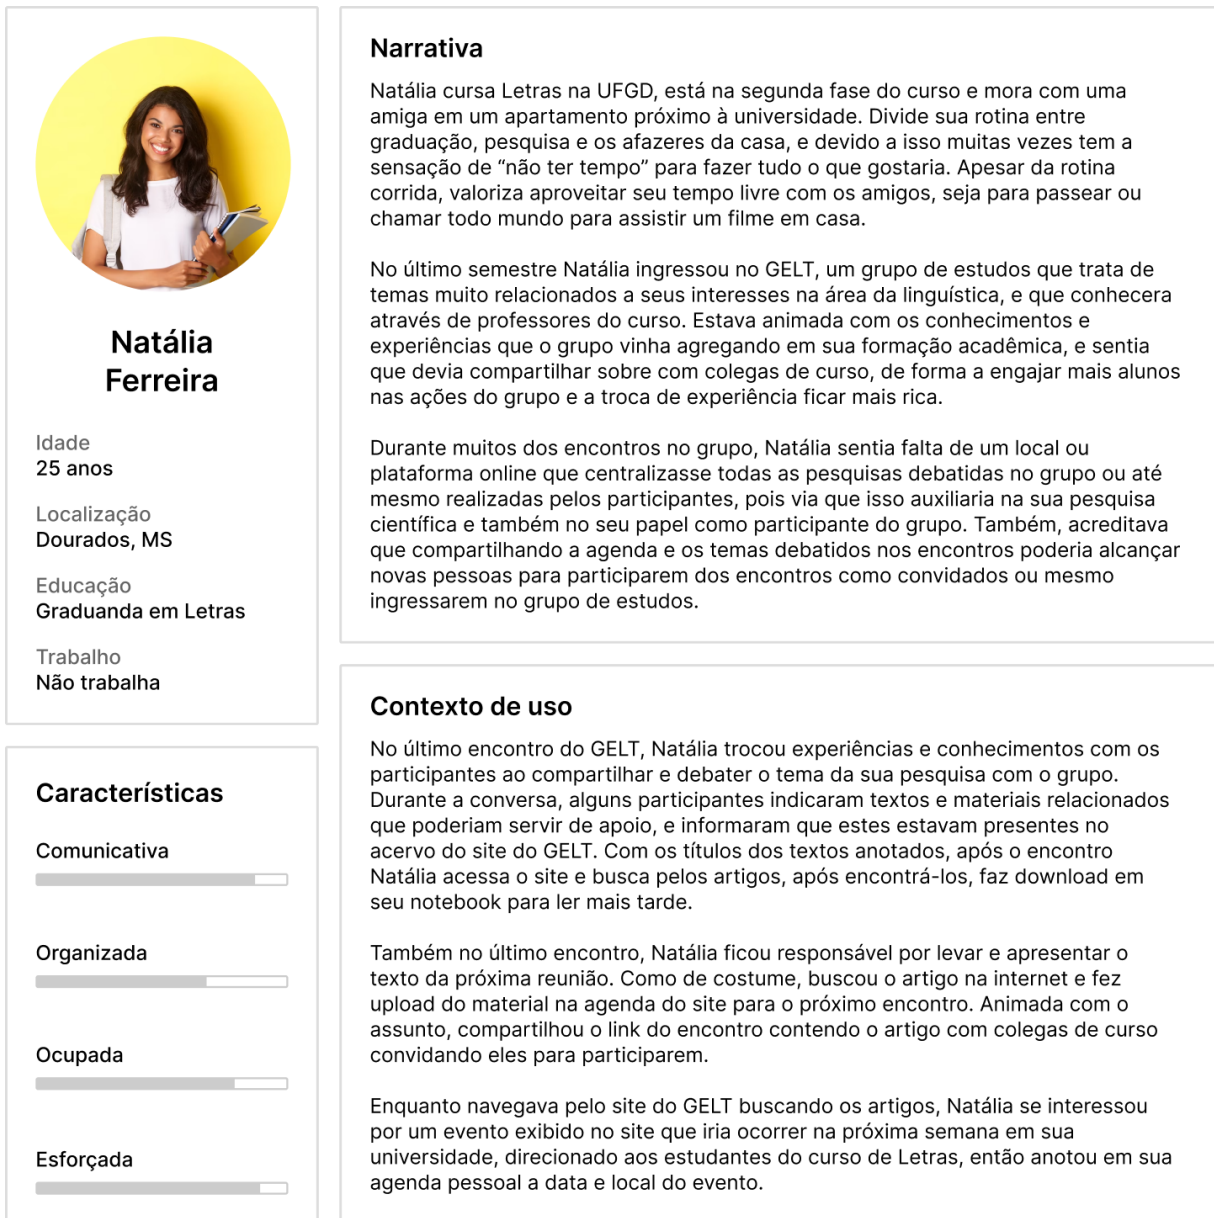 Natália
Ferreira
Idade
25 anos
Localização
Dourados, MS
Educação
Graduanda em Letras
Trabalho
Não trabalha
Características
Comunicativa
Organizada
Ocupada
Esforçada
Narrativa
Natália cursa Letras na UFGD, está na segunda fase do curso e mora com uma
amiga em um apartamento próximo à universidade. Divide sua rotina entre
graduação, pesquisa e os afazeres da casa, e devido a isso muitas vezes tem a
sensação de “não ter tempo” para fazer tudo o que gostaria. Apesar da rotina
corrida, valoriza aproveitar seu tempo livre com os amigos, seja para passear ou
chamar todo mundo para assistir um filme em casa.
No último semestre Natália ingressou no GELT, um grupo de estudos que trata de
temas muito relacionados a seus interesses na área da linguística, e que conhecera
através de professores do curso. Estava animada com os conhecimentos e
experiências que o grupo vinha agregando em sua formação acadêmica, e sentia
que devia compartilhar sobre com colegas de curso, de forma a engajar mais alunos
nas ações do grupo e a troca de experiência ficar mais rica.
Durante muitos dos encontros no grupo, Natália sentia falta de um local ou
plataforma online que centralizasse todas as pesquisas debatidas no grupo ou até
mesmo realizadas pelos participantes, pois via que isso auxiliaria na sua pesquisa
científica e também no seu papel como participante do grupo. Também, acreditava
que compartilhando a agenda e os temas debatidos nos encontros poderia alcançar
novas pessoas para participarem dos encontros como convidados ou mesmo
ingressarem no grupo de estudos.
Contexto de uso
No último encontro do GELT, Natália trocou experiências e conhecimentos com os
participantes ao compartilhar e debater o tema da sua pesquisa com o grupo.
Durante a conversa, alguns participantes indicaram textos e materiais relacionados
que poderiam servir de apoio, e informaram que estes estavam presentes no
acervo do site do GELT. Com os títulos dos textos anotados, após o encontro
Natália acessa o site e busca pelos artigos, após encontrá-los, faz download em
seu notebook para ler mais tarde.
Também no último encontro, Natália ficou responsável por levar e apresentar o
texto da próxima reunião. Como de costume, buscou o artigo na internet e fez
upload do material na agenda do site para o próximo encontro. Animada com o
assunto, compartilhou o link do encontro contendo o artigo com colegas de curso
convidando eles para participarem.
Enquanto navegava pelo site do GELT buscando os artigos, Natália se interessou
por um evento exibido no site que iria ocorrer na próxima semana em sua
universidade, direcionado aos estudantes do curso de Letras, então anotou em sua
agenda pessoal a data e local do evento.